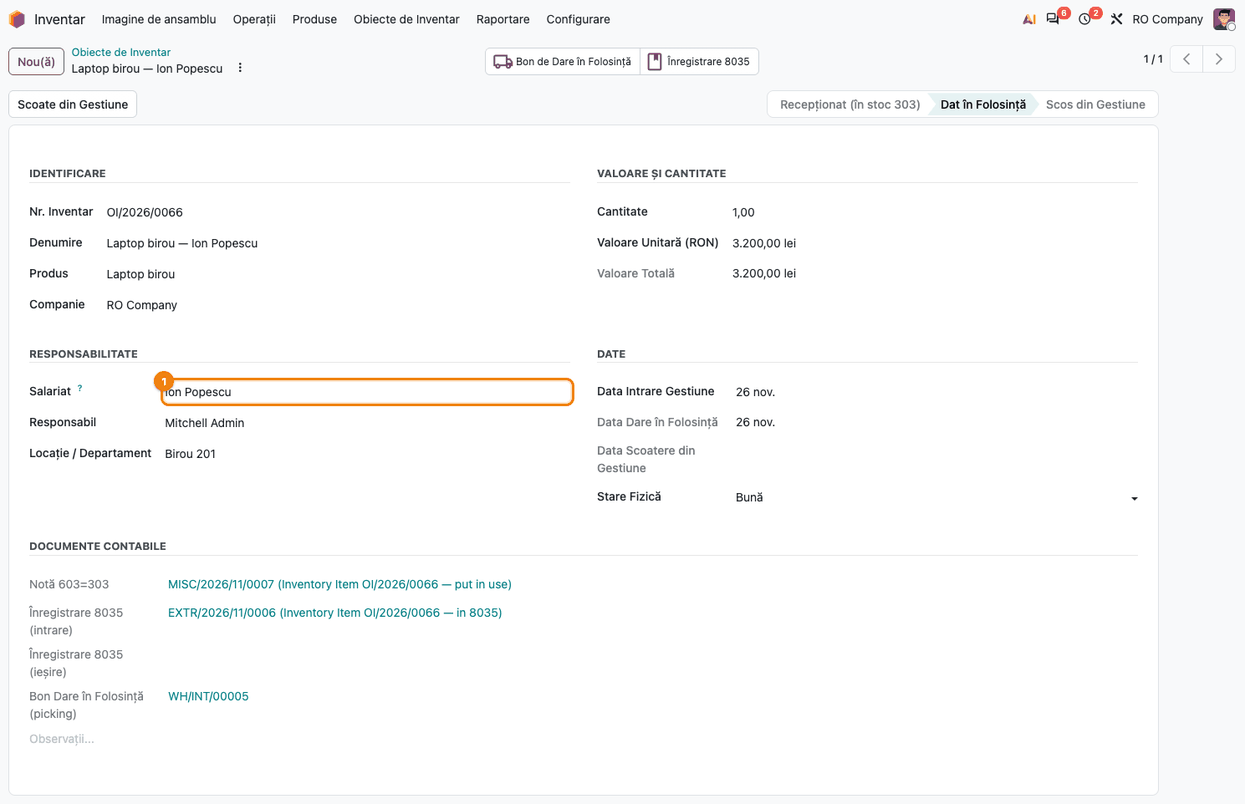 Inventar Imagine de ansamblu Operații Produse Obiecte de Inventar Raportare Configurare AI 6 2 RO Company
Nou(ă) Obiecte de Inventar
Laptop birou — Ion Popescu
Bon de Dare în Folosință Înregistrare 8035
1 / 1
Scoate din Gestiune
Recepționat (în stoc 303) Dat în Folosință Scos din Gestiune
IDENTIFICARE
Nr. Inventar OI/2026/0066
Denumire Laptop birou — Ion Popescu
Produs Laptop birou
Companie RO Company
VALOARE ȘI CANTITATE
Cantitate 1,00
Valoare Unitară (RON) 3.200,00 lei
Valoare Totală 3.200,00 lei
RESPONSABILITATE
1
Salariat ? Ion Popescu
Responsabil Mitchell Admin
Locație / Departament Birou 201
DATE
Data Intrare Gestiune 26 nov.
Data Dare în Folosință 26 nov.
Data Scoatere din
Gestiune
Stare Fizică Bună
DOCUMENTE CONTABILE
Notă 603=303 MISC/2026/11/0007 (Inventory Item OI/2026/0066 — put in use)
Înregistrare 8035 EXTR/2026/11/0006 (Inventory Item OI/2026/0066 — in 8035)
(intrare)
Înregistrare 8035
(ieșire)
Bon Dare în Folosință WH/INT/00005
(picking)
Observații...